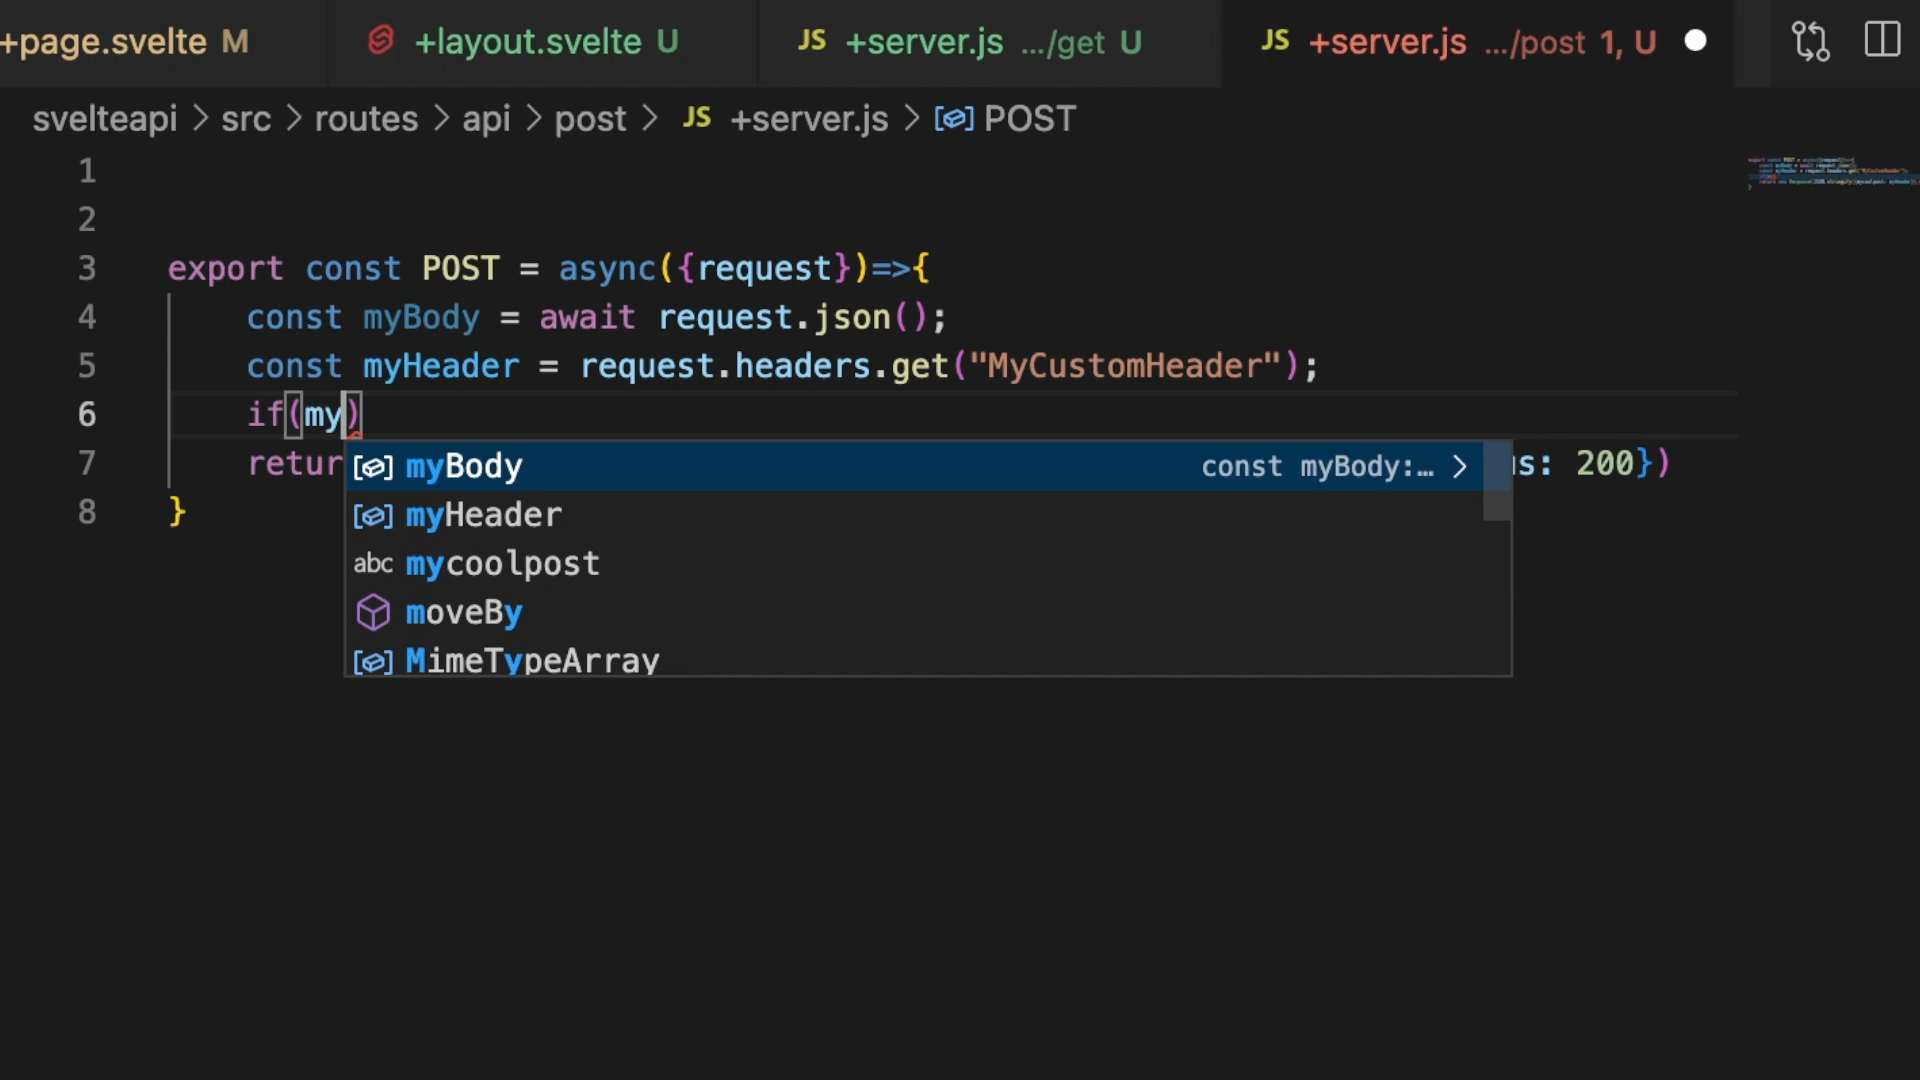 +page.svelte M +layout.svelte U JS +server.js .../get U JS +server.js .../post 1, U
svelteapi > src > routes > api > post > JS +server.js > POST
1
2
3 export const POST = async({request})=>{
4 const myBody = await request.json();
5 const myHeader = request.headers.get("MyCustomHeader");
6 if(my)
7 retur s: 200})
myBody const myBody:… >
myHeader
abc mycoolpost
moveBy
MimeTypeArray
8 }